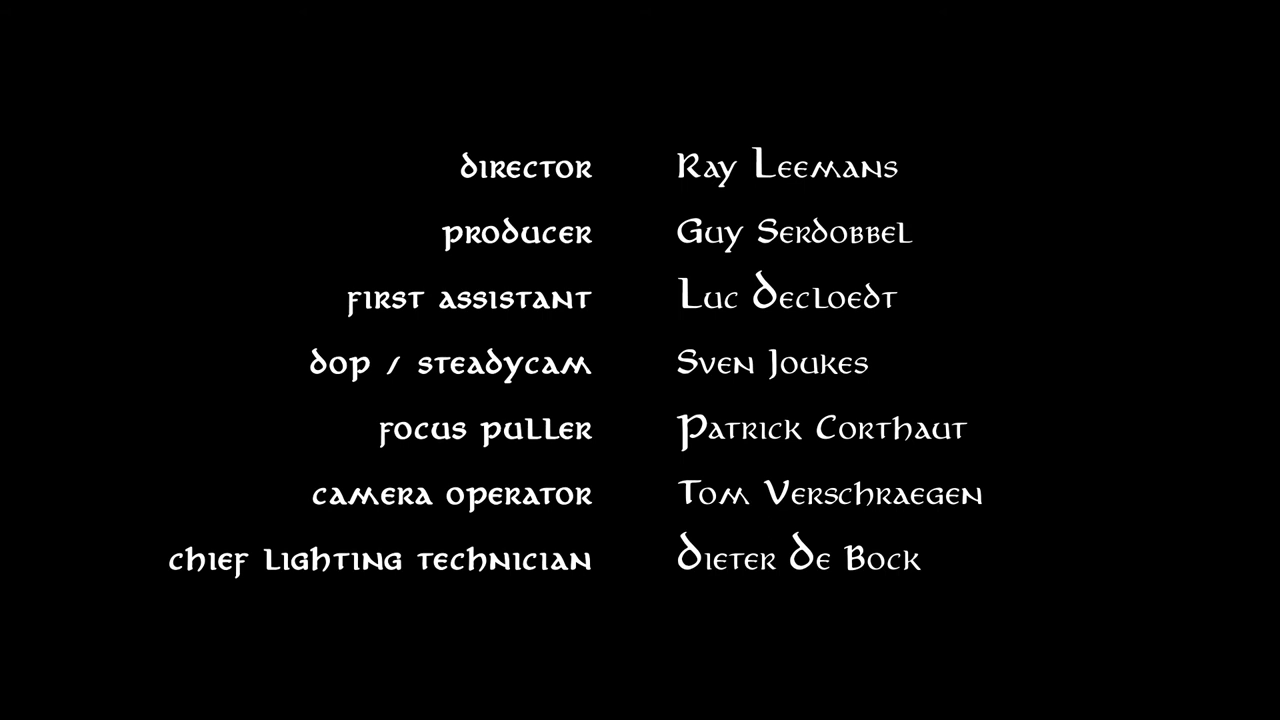 director Ray Leemans
producer Guy Serdobbel
first assistant Luc Decloedt
dop / steadycam Sven Joukes
focus puller Patrick Corthaut
camera operator Tom Verschraegen
chief lighting technician Dieter De Bock